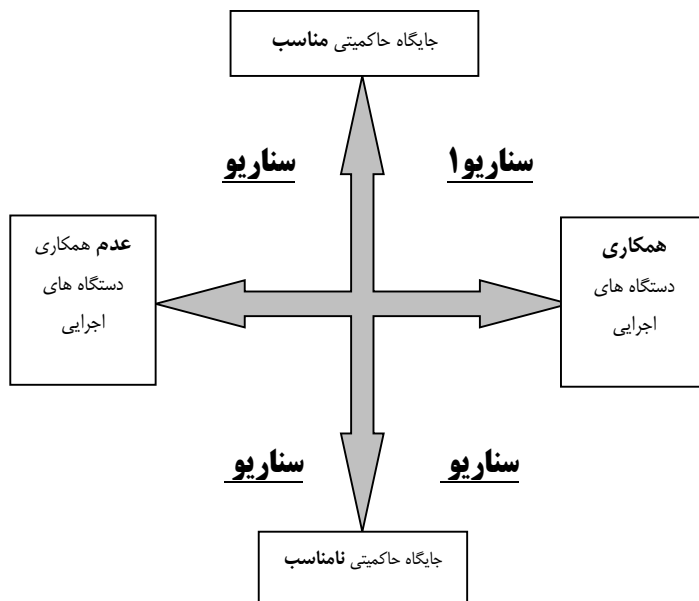 جایگاه حاکمیتی مناسب
سناریو۱
سناریو
همکاری
دستگاه های
اجرایی
عدم همکاری
دستگاه های
اجرایی
سناریو
سناریو
جایگاه حاکمیتی نامناسب